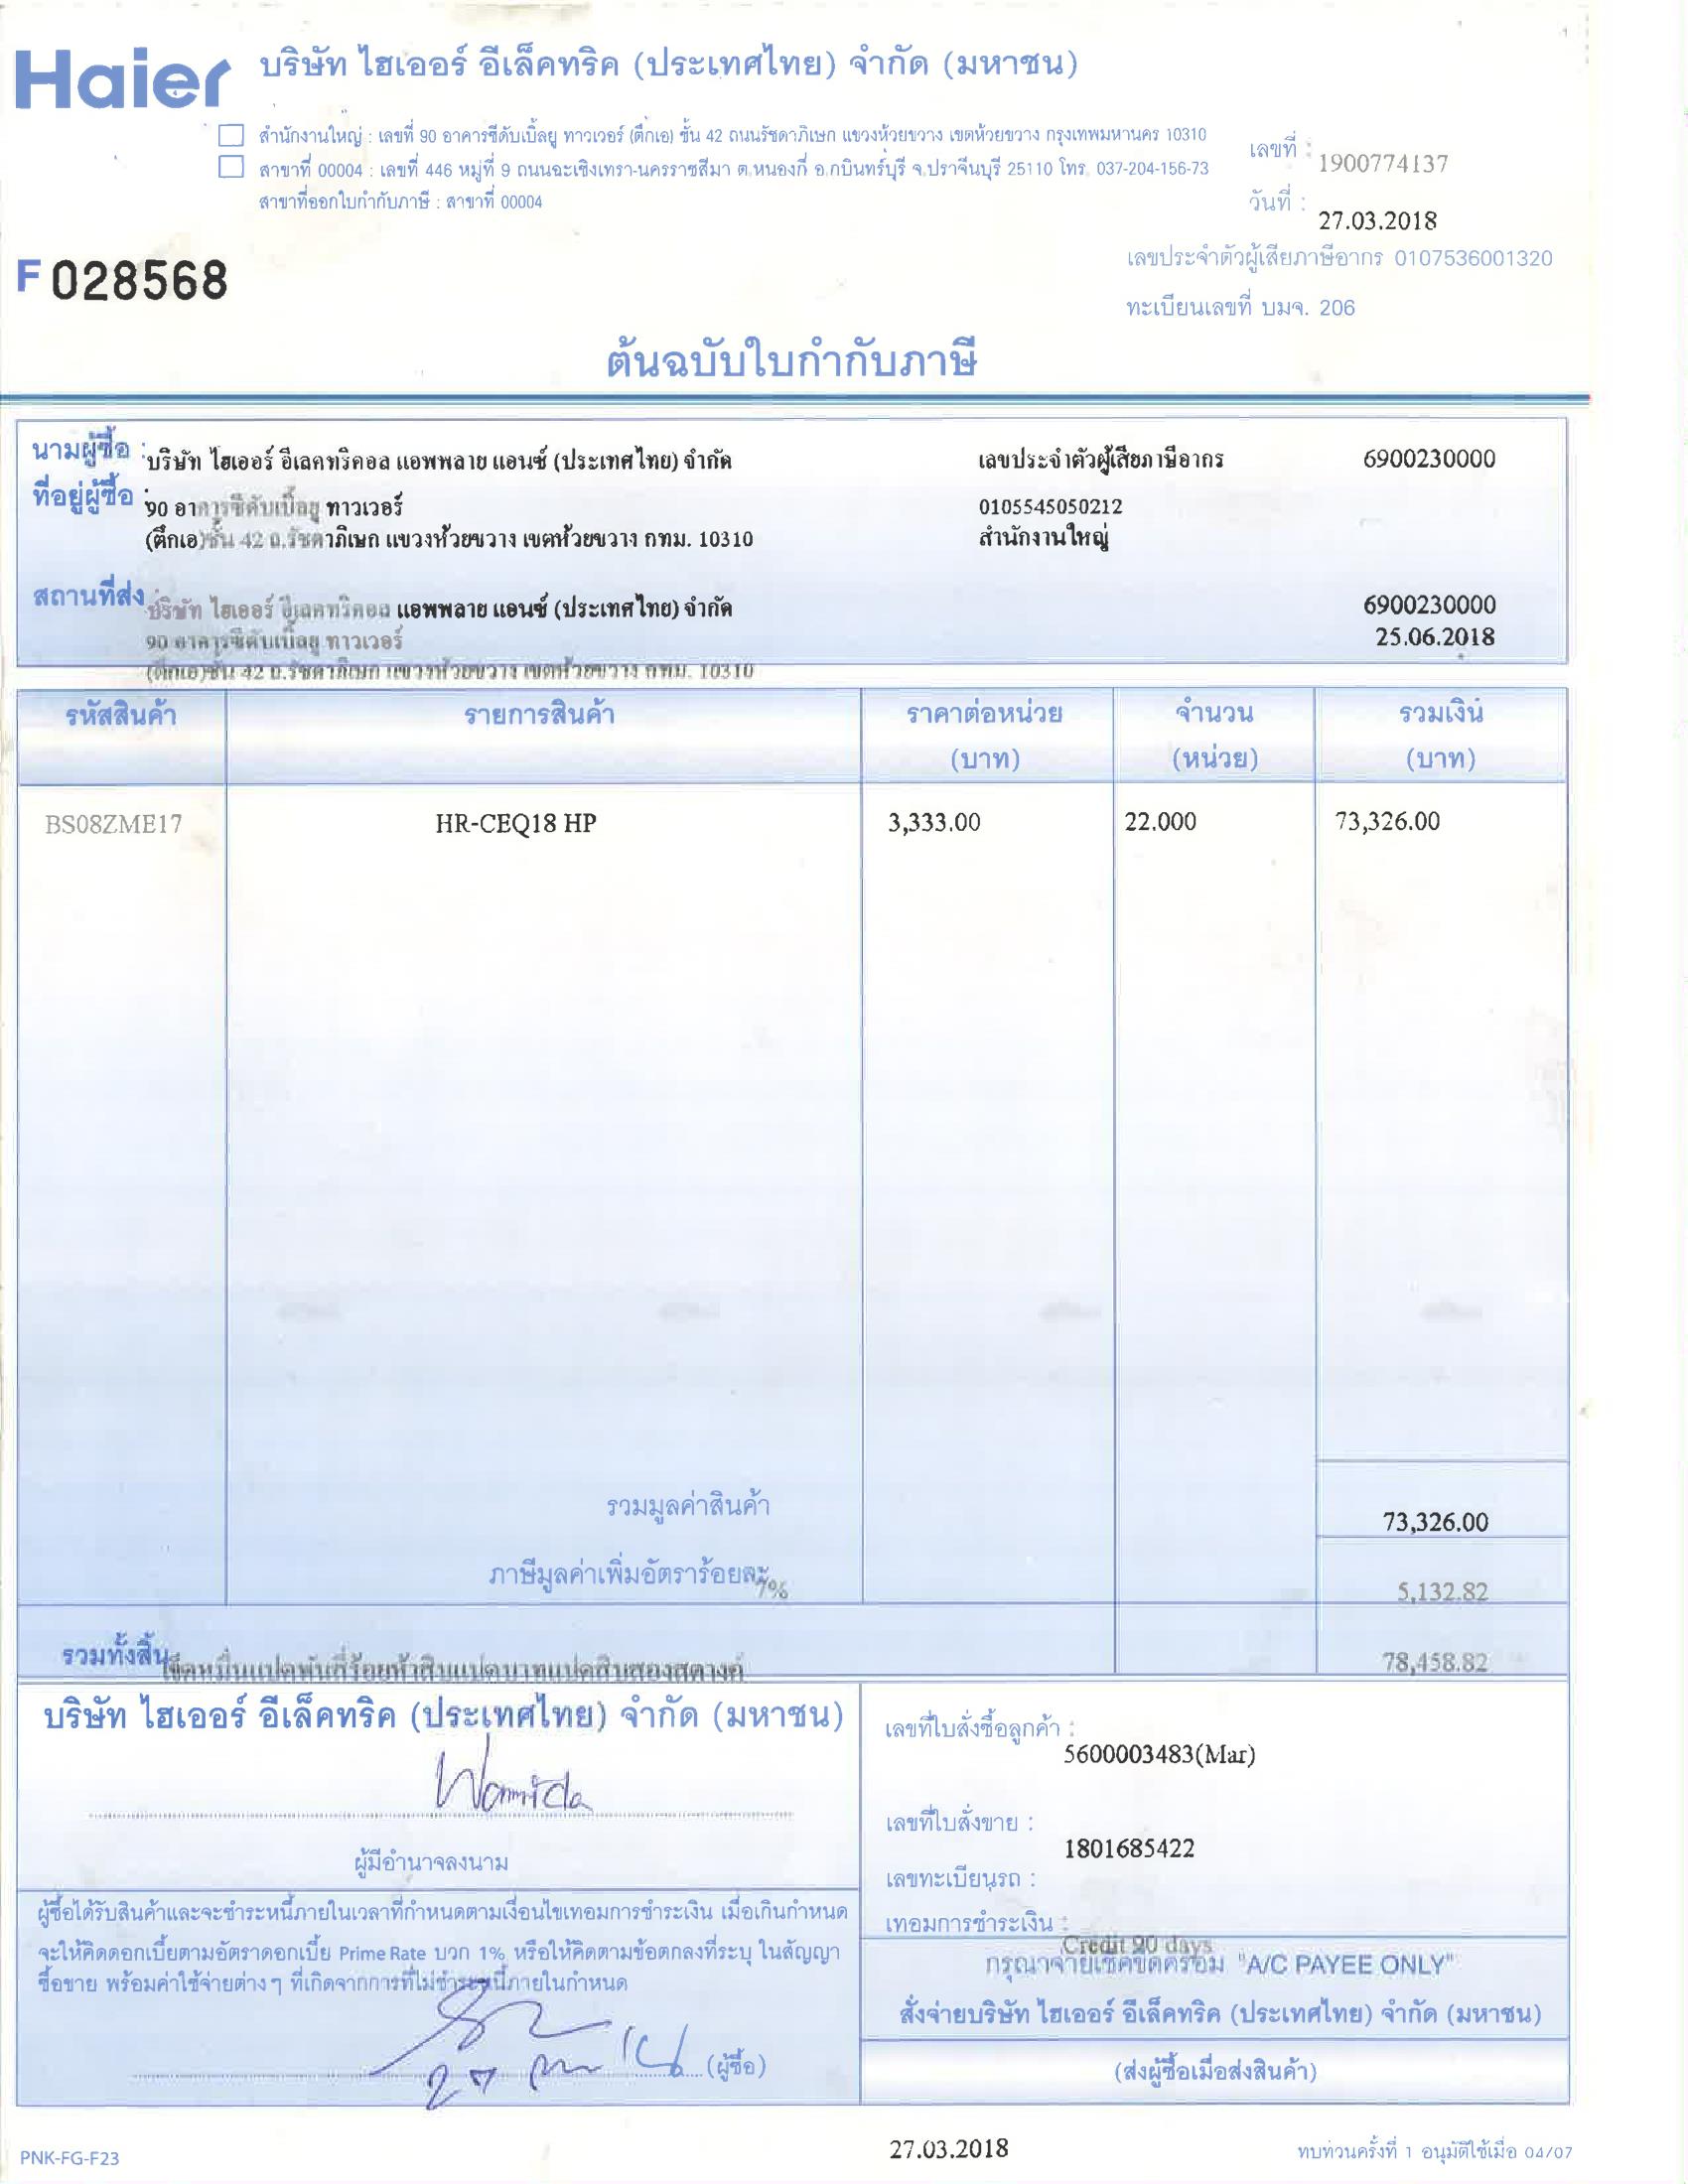 Haier บริษัท ไฮเออร์ อีเล็คทริค (ประเทศไทย) จำกัด (มหาชน)
สำนักงานใหญ่ : เลขที่ 90 อาคารซีดับเบิ้ลยู ทาวเวอร์ (ตึกเอ) ชั้น 42 ถนนรัชดาภิเษก แขวงห้วยขวาง เขตห้วยขวาง กรุงเทพมหานคร 10310
สาขาที่ 00004 : เลขที่ 446 หมู่ที่ 9 ถนนฉะเชิงเทรา-นครราชสีมา ต.หนองกี่ อ.กบินทร์บุรี จ.ปราจีนบุรี 25110 โทร. 037-204-156-73
สาขาที่ออกใบกำกับภาษี : สาขาที่ 00004
เลขที่ : 1900774137
วันที่ : 27.03.2018
เลขประจำตัวผู้เสียภาษีอากร 0107536001320
ทะเบียนเลขที่ บมจ. 206
F 028568
ต้นฉบับใบกำกับภาษี
นามผู้ซื้อ : บริษัท ไฮเออร์ อีเลคทริคอล แอพพลาย แอนซ์ (ประเทศไทย) จำกัด เลขประจำตัวผู้เสียภาษีอากร 6900230000
ที่อยู่ผู้ซื้อ : 90 อาคารซีดับเบิ้ลยู ทาวเวอร์ 0105545050212
(ตึกเอ)ชั้น 42 ถ.รัชดาภิเษก แขวงห้วยขวาง เขตห้วยขวาง กทม. 10310 สำนักงานใหญ่
สถานที่ส่ง : บริษัท ไฮเออร์ อีเลคทริคอล แอพพลาย แอนซ์ (ประเทศไทย) จำกัด 6900230000
90 อาคารซีดับเบิ้ลยู ทาวเวอร์ 25.06.2018
(ตึกเอ)ชั้น 42 ถ.รัชดาภิเษก แขวงห้วยขวาง เขตห้วยขวาง กทม. 10310
รหัสสินค้า รายการสินค้า ราคาต่อหน่วย จำนวน รวมเงิน
(บาท) (หน่วย) (บาท)
BS08ZME17 HR-CEQ18 HP 3,333.00 22.000 73,326.00
รวมมูลค่าสินค้า 73,326.00
ภาษีมูลค่าเพิ่มอัตราร้อยละ 7% 5,132.82
รวมทั้งสิ้น เจ็ดหมื่นแปดพันสี่ร้อยห้าสิบแปดบาทแปดสิบสองสตางค์ 78,458.82
บริษัท ไฮเออร์ อีเล็คทริค (ประเทศไทย) จำกัด (มหาชน)
Wannida
ผู้มีอำนาจลงนาม
เลขที่ใบสั่งซื้อลูกค้า :
5600003483(Mar)
เลขที่ใบสั่งขาย :
1801685422
เลขทะเบียนรถ :
เทอมการชำระเงิน :
Credit 90 days
ผู้ซื้อได้รับสินค้าและจะชำระหนี้ภายในเวลาที่กำหนดตามเงื่อนไขเทอมการชำระเงิน เมื่อเกินกำหนด
จะให้คิดดอกเบี้ยตามอัตราดอกเบี้ย Prime Rate บวก 1% หรือให้คิดตามข้อตกลงที่ระบุ ในสัญญา
ซื้อขาย พร้อมค่าใช้จ่ายต่างๆ ที่เกิดจากการที่ไม่ชำระหนี้ภายในกำหนด
(ผู้ซื้อ)
กรุณาจ่ายเช็คขีดคร่อม "A/C PAYEE ONLY"
สั่งจ่ายบริษัท ไฮเออร์ อีเล็คทริค (ประเทศไทย) จำกัด (มหาชน)
(ส่งผู้ซื้อเมื่อส่งสินค้า)
PNK-FG-F23 27.03.2018 ทบทวนครั้งที่ 1 อนุมัติใช้เมื่อ 04/07